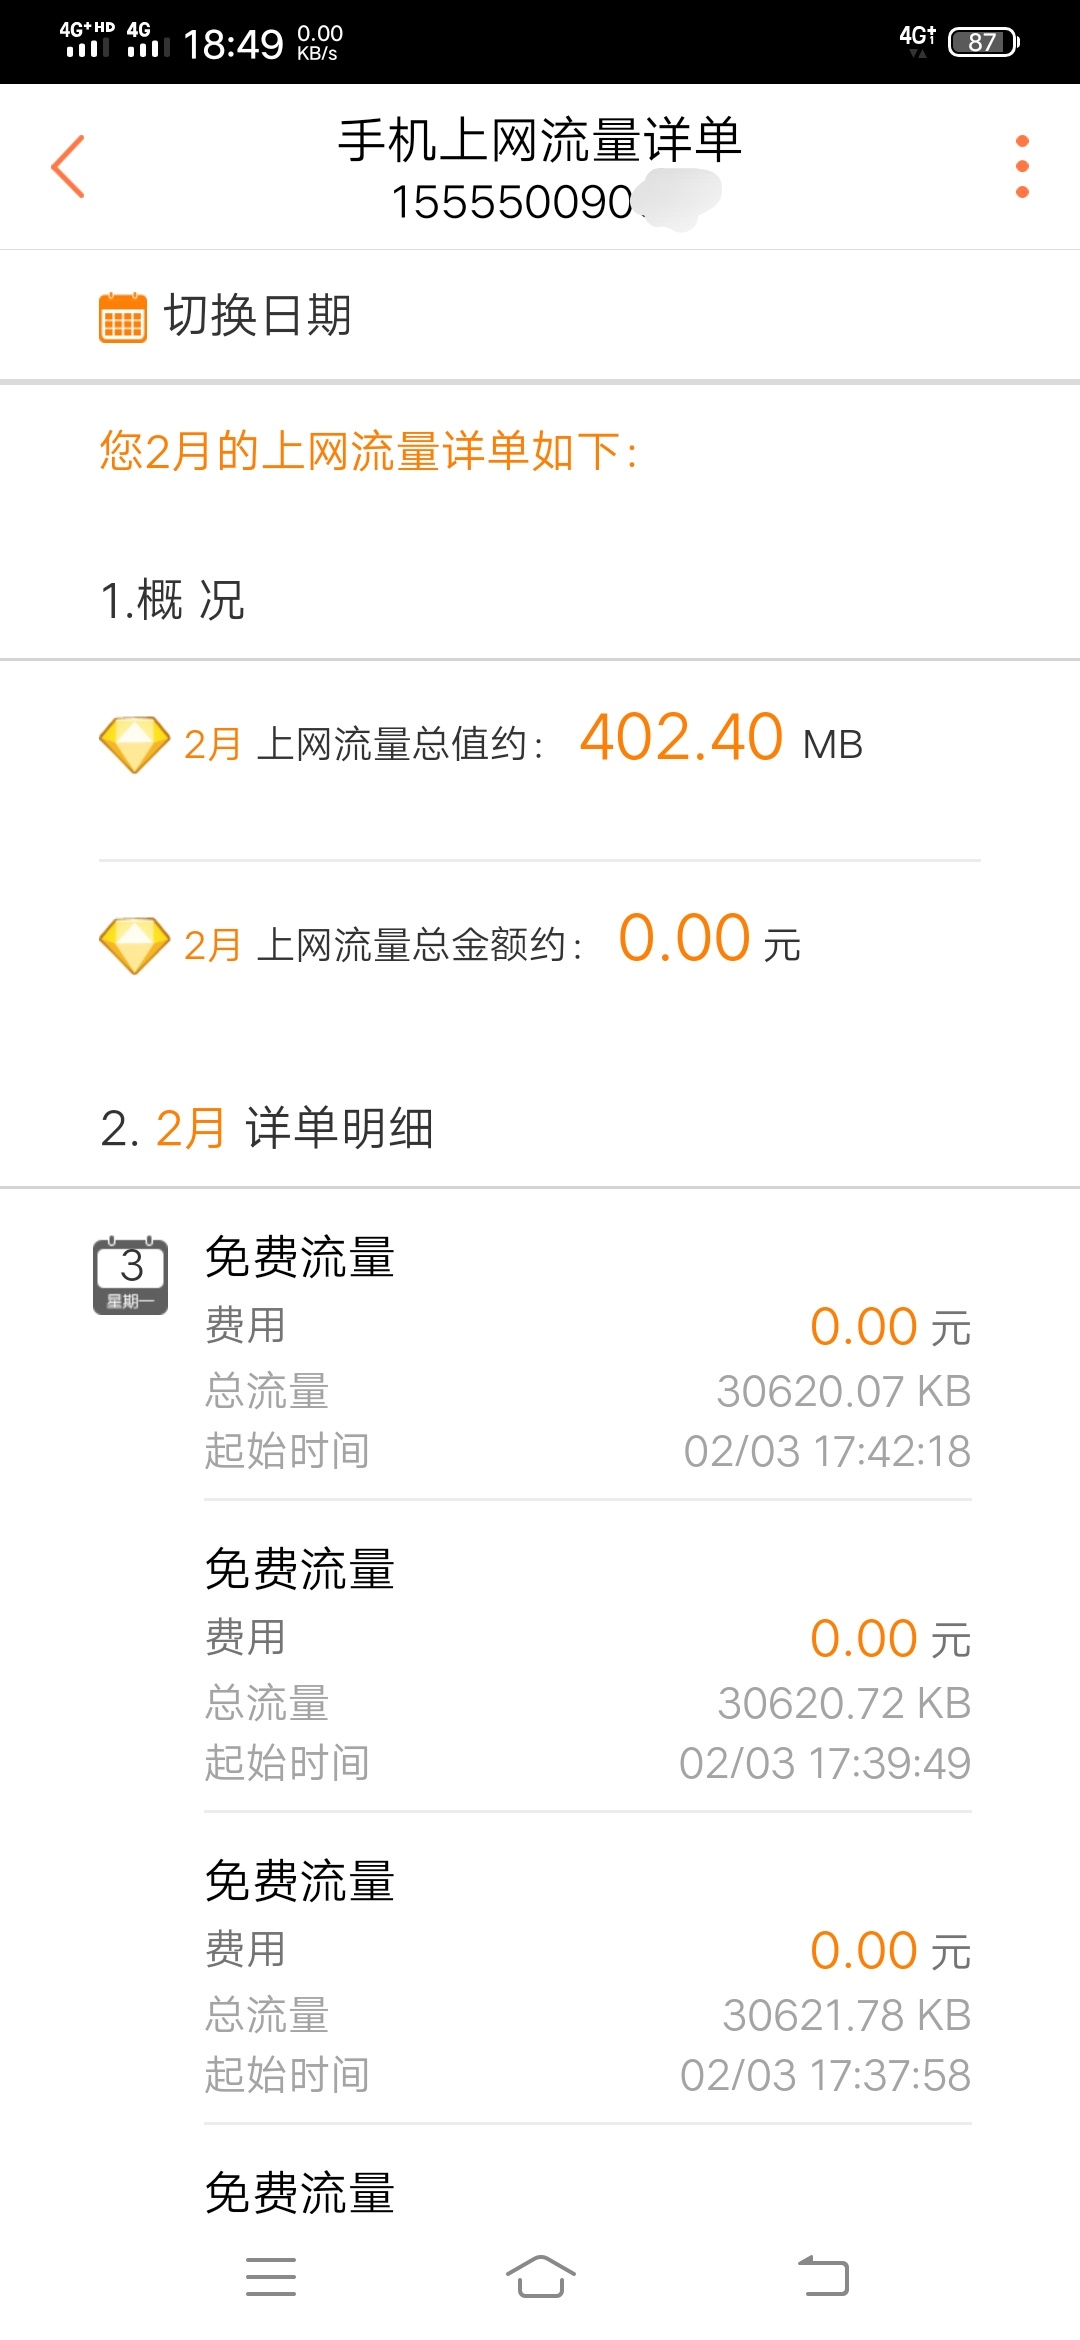 4G+HD 4G 18:49 0.00 KB/s 4G+ 87
手机上网流量详单
1555550090
切换日期
您2月的上网流量详单如下：
1.概 况
2月 上网流量总值约： 402.40 MB
2月 上网流量总金额约： 0.00 元
2. 2月 详单明细
3
星期一
免费流量
费用 0.00 元
总流量 30620.07 KB
起始时间 02/03 17:42:18
免费流量
费用 0.00 元
总流量 30620.72 KB
起始时间 02/03 17:39:49
免费流量
费用 0.00 元
总流量 30621.78 KB
起始时间 02/03 17:37:58
免费流量